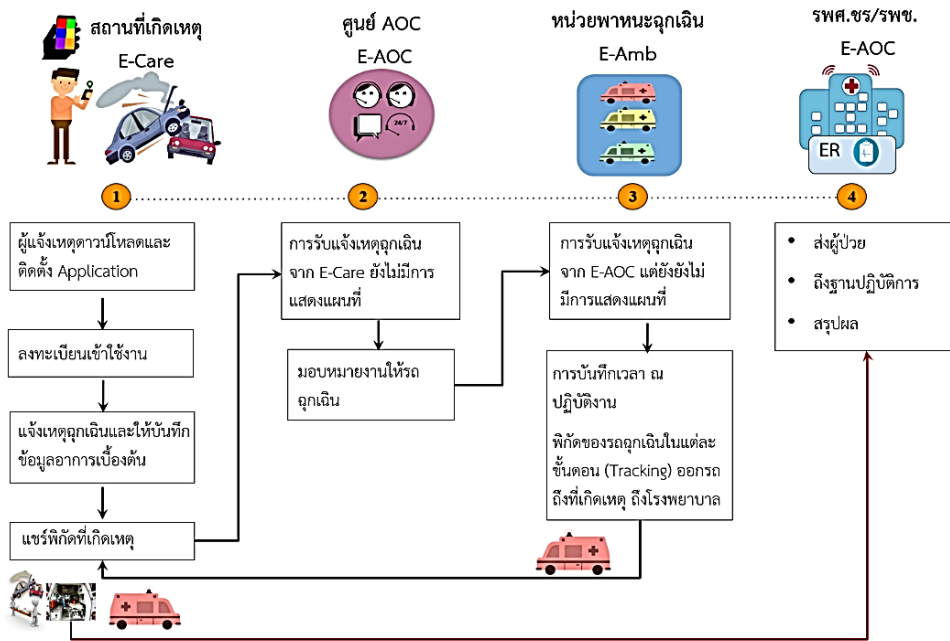 สถานที่เกิดเหตุ
E-Care
ศูนย์ AOC
E-AOC
24/7
หน่วยพาหนะฉุกเฉิน
E-Amb
รพศ.ชร/รพช.
E-AOC
ER
1
2
3
4
ผู้แจ้งเหตุดาวน์โหลดและ
ติดตั้ง Application
ลงทะเบียนเข้าใช้งาน
แจ้งเหตุฉุกเฉินและให้บันทึก
ข้อมูลอาการเบื้องต้น
แชร์พิกัดที่เกิดเหตุ
การรับแจ้งเหตุฉุกเฉิน
จาก E-Care ยังไม่มีการ
แสดงแผนที่
มอบหมายงานให้รถ
ฉุกเฉิน
การรับแจ้งเหตุฉุกเฉิน
จาก E-AOC แต่ยังยังไม่
มีการแสดงแผนที่
การบันทึกเวลา ณ
ปฏิบัติงาน
พิกัดของรถฉุกเฉินในแต่ละ
ขั้นตอน (Tracking) ออกรถ
ถึงที่เกิดเหตุ ถึงโรงพยาบาล
• ส่งผู้ป่วย
• ถึงฐานปฏิบัติการ
• สรุปผล